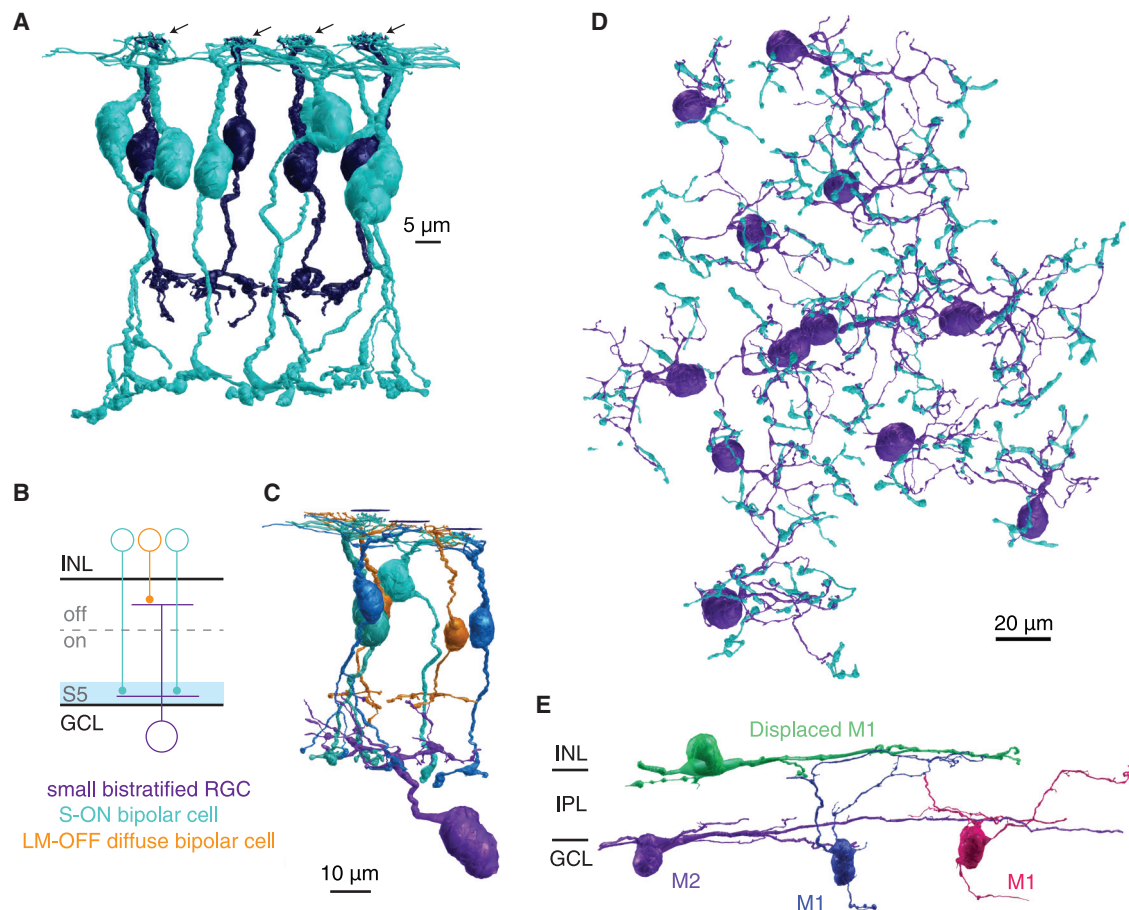 A
5 µm
B
INL
off
on
S5
GCL
small bistratified RGC
S-ON bipolar cell
LM-OFF diffuse bipolar cell
C
10 µm
D
20 µm
E
Displaced M1
INL
IPL
GCL
M2
M1
M1